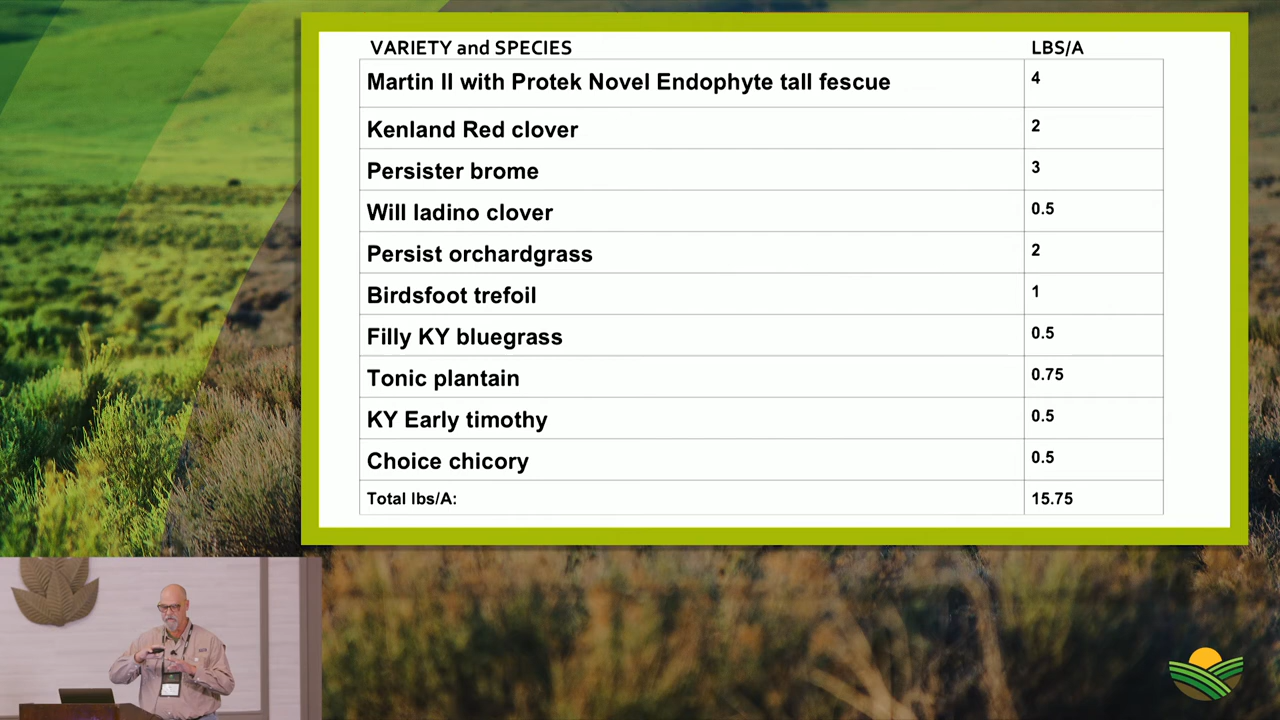 VARIETY and SPECIES LBS/A
Martin II with Protek Novel Endophyte tall fescue 4
Kenland Red clover 2
Persister brome 3
Will ladino clover 0.5
Persist orchardgrass 2
Birdsfoot trefoil 1
Filly KY bluegrass 0.5
Tonic plantain 0.75
KY Early timothy 0.5
Choice chicory 0.5
Total lbs/A: 15.75